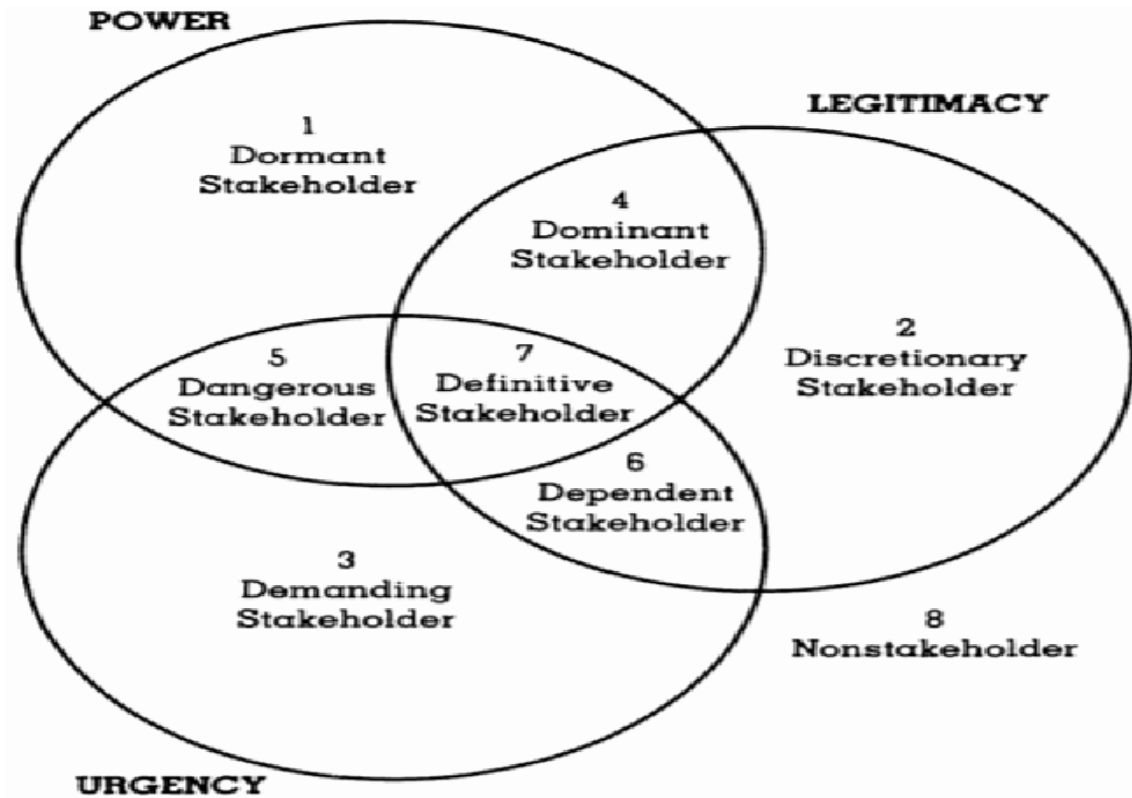 POWER
LEGITIMACY
1
Dormant
Stakeholder
4
Dominant
Stakeholder
2
Discretionary
Stakeholder
5
Dangerous
Stakeholder
7
Definitive
Stakeholder
6
Dependent
Stakeholder
3
Demanding
Stakeholder
8
Nonstakeholder
URGENCY